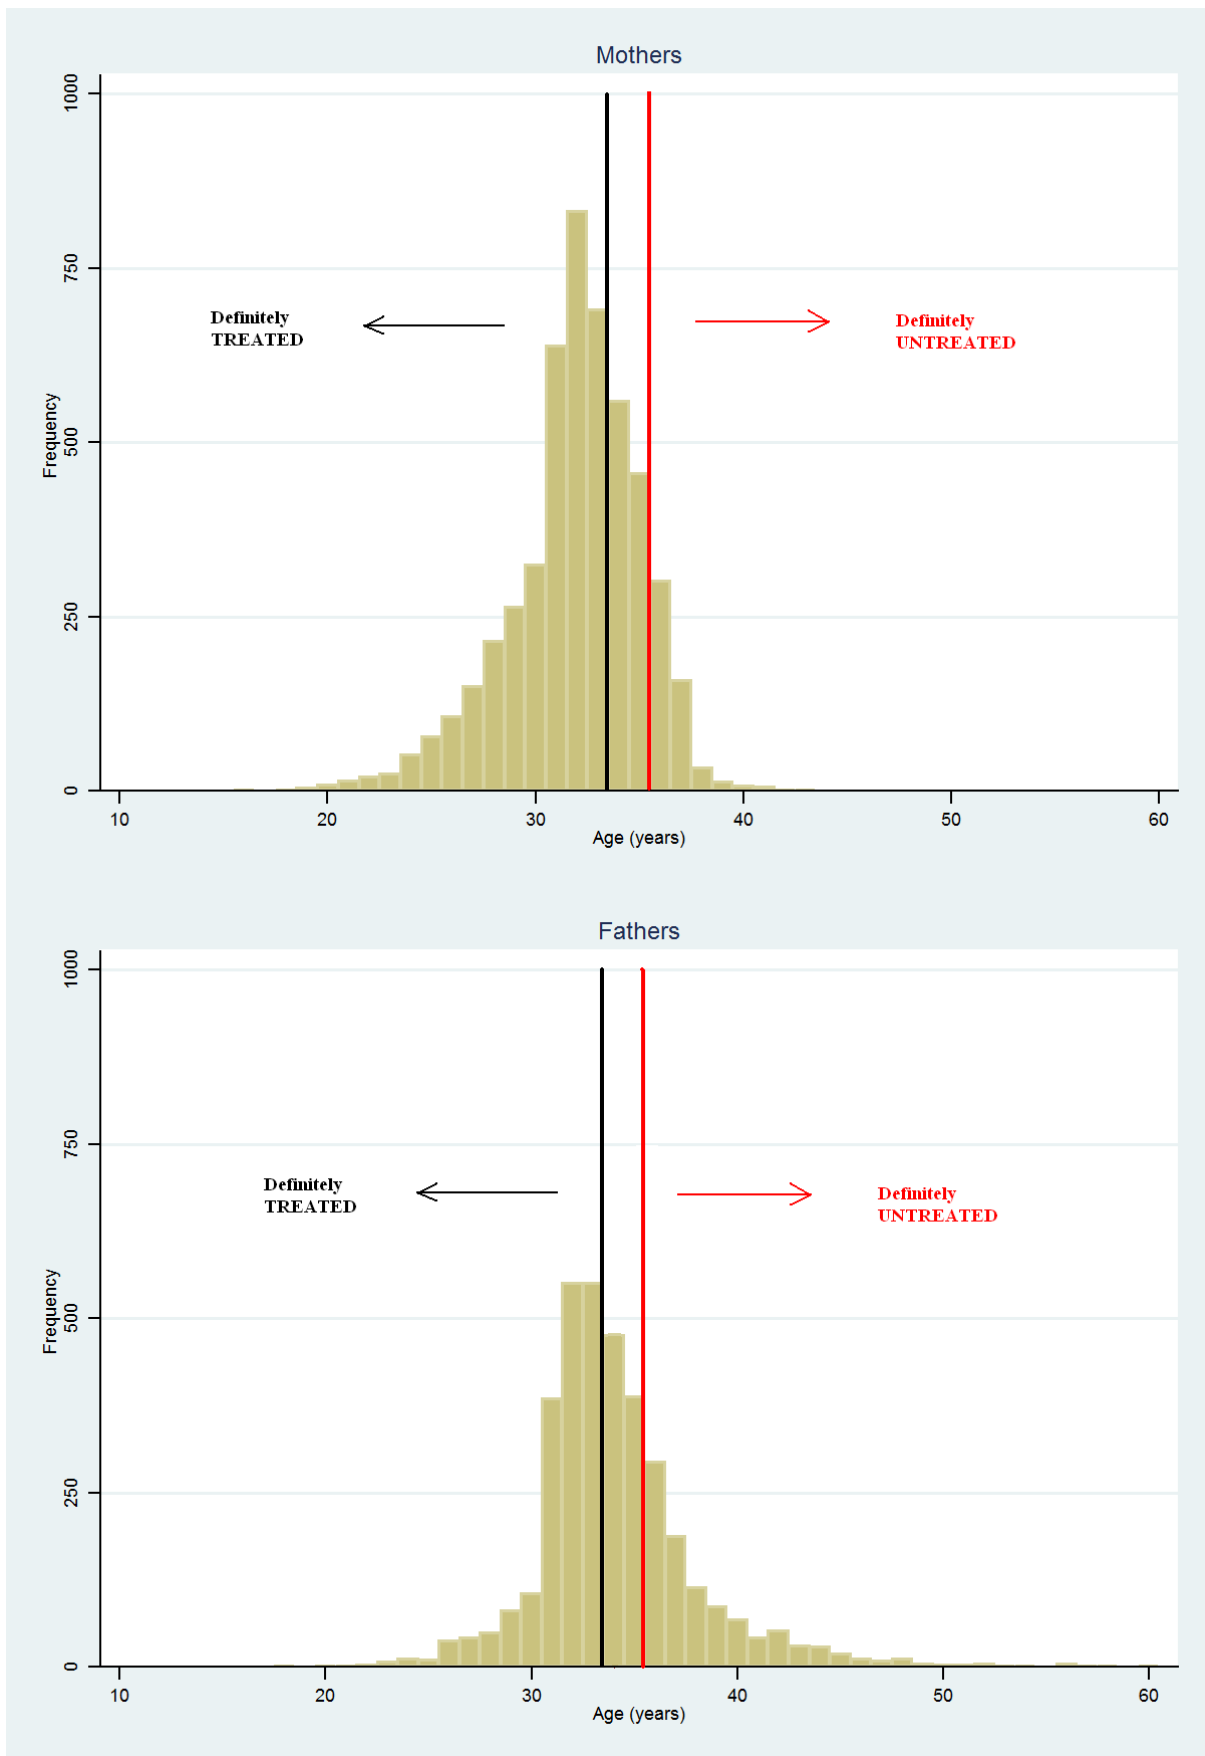 Mothers
1000
750
500
250
0
Frequency
Definitely
TREATED
Definitely
UNTREATED
10 20 30 40 50 60
Age (years)
Fathers
1000
750
500
250
0
Frequency
Definitely
TREATED
Definitely
UNTREATED
10 20 30 40 50 60
Age (years)